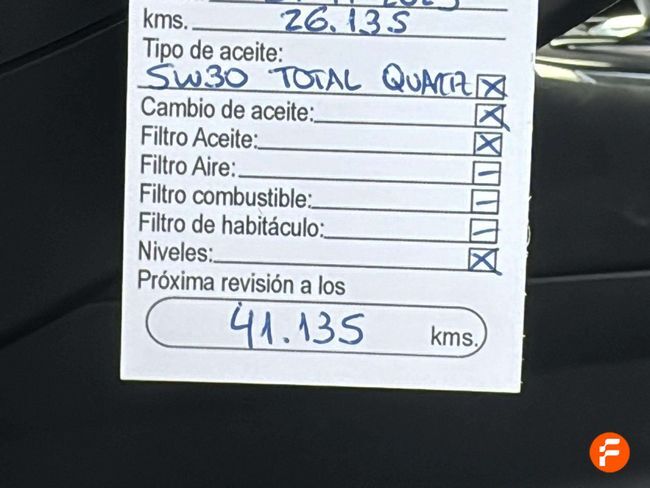 kms. 26.135
Tipo de aceite:
5W30 TOTAL QUARTZ
Cambio de aceite:
Filtro Aceite:
Filtro Aire:
Filtro combustible:
Filtro de habitáculo:
Niveles:
Próxima revisión a los
41.135 kms.